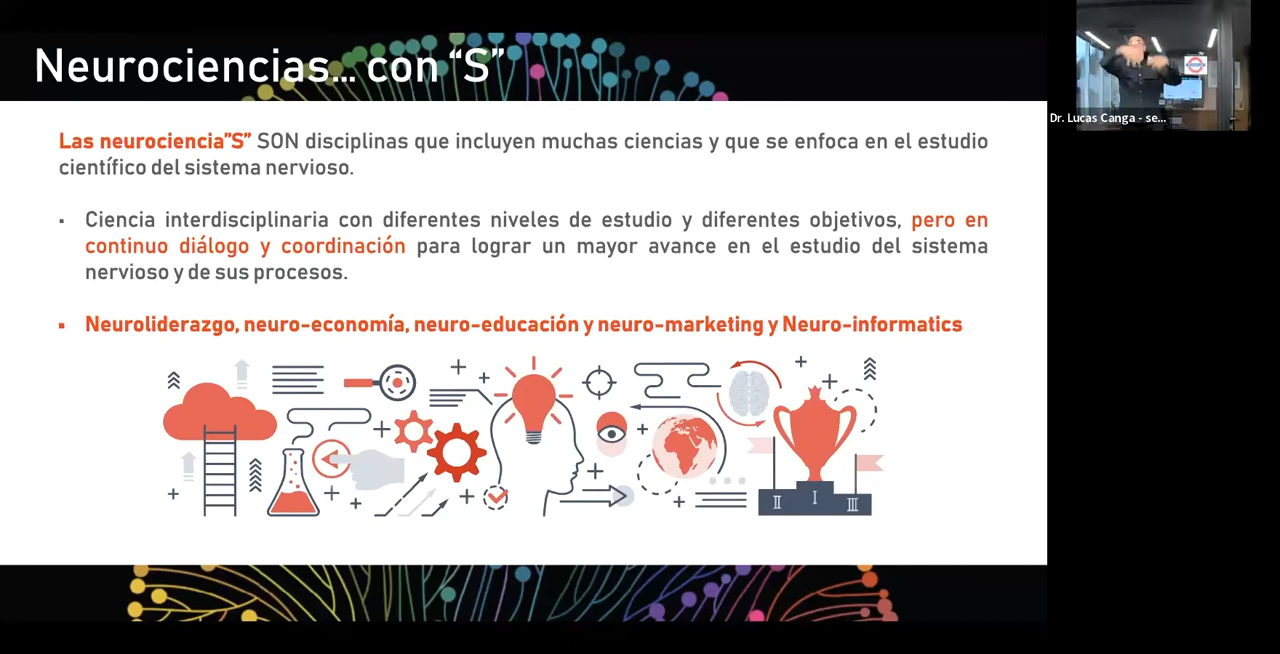 Neurociencias... con “S”
Las neurociencia”S” SON disciplinas que incluyen muchas ciencias y que se enfoca en el estudio
científico del sistema nervioso.
▪ Ciencia interdisciplinaria con diferentes niveles de estudio y diferentes objetivos, pero en
continuo diálogo y coordinación para lograr un mayor avance en el estudio del sistema
nervioso y de sus procesos.
▪ Neuroliderazgo, neuro-economía, neuro-educación y neuro-marketing y Neuro-informatics
II I III
Dr. Lucas Canga - se...